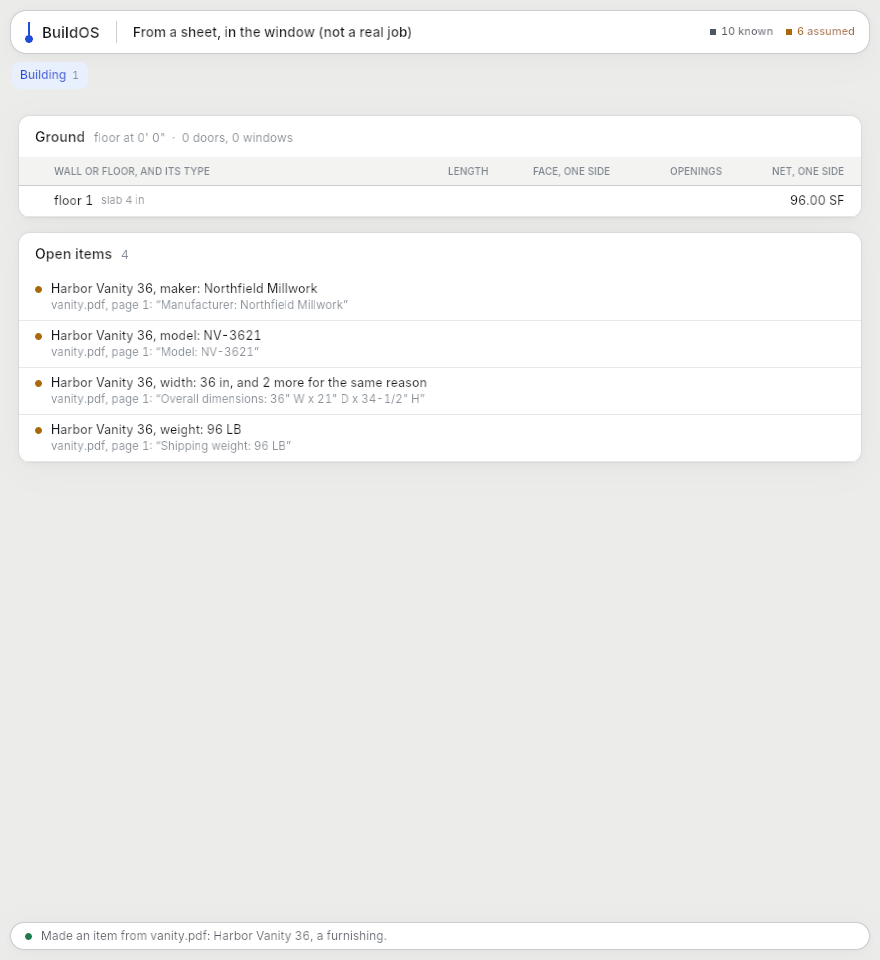 BuildOS
From a sheet, in the window (not a real job)
10 known
6 assumed
Building 1
Ground floor at 0' 0" · 0 doors, 0 windows
WALL OR FLOOR, AND ITS TYPE LENGTH FACE, ONE SIDE OPENINGS NET, ONE SIDE
floor 1 slab 4 in 96.00 SF
Open items 4
Harbor Vanity 36, maker: Northfield Millwork
vanity.pdf, page 1: “Manufacturer: Northfield Millwork”
Harbor Vanity 36, model: NV-3621
vanity.pdf, page 1: “Model: NV-3621”
Harbor Vanity 36, width: 36 in, and 2 more for the same reason
vanity.pdf, page 1: “Overall dimensions: 36" W x 21" D x 34-1/2" H”
Harbor Vanity 36, weight: 96 LB
vanity.pdf, page 1: “Shipping weight: 96 LB”
Made an item from vanity.pdf: Harbor Vanity 36, a furnishing.